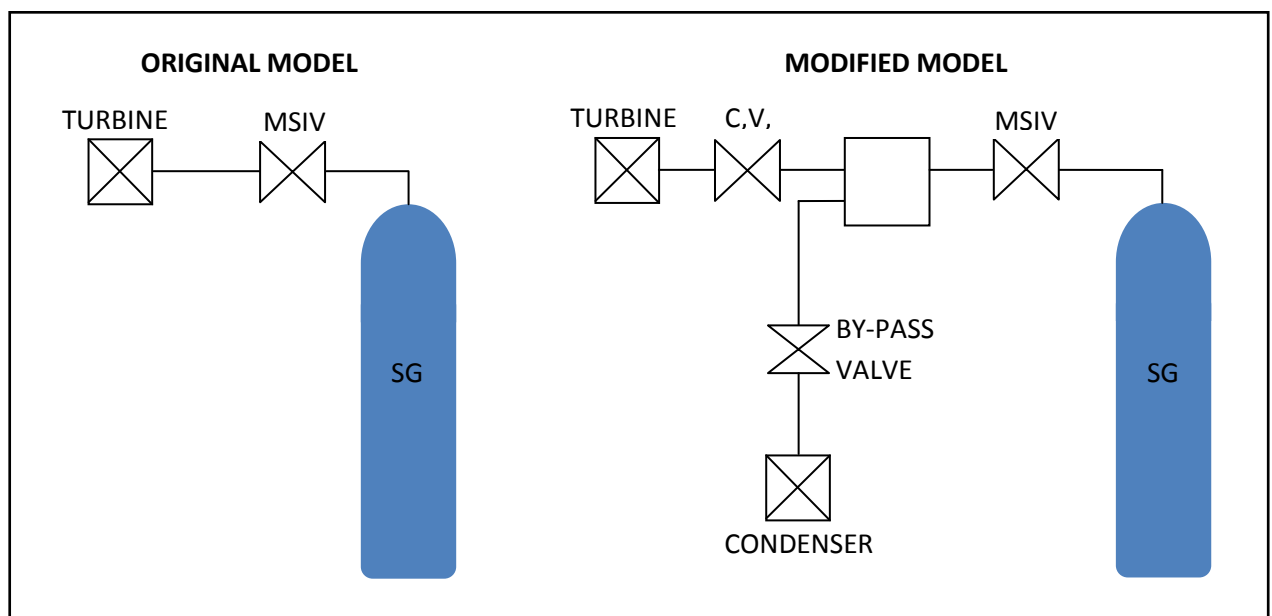 ORIGINAL MODEL
TURBINE
MSIV
SG
MODIFIED MODEL
TURBINE
C,V,
MSIV
BY-PASS
VALVE
SG
CONDENSER